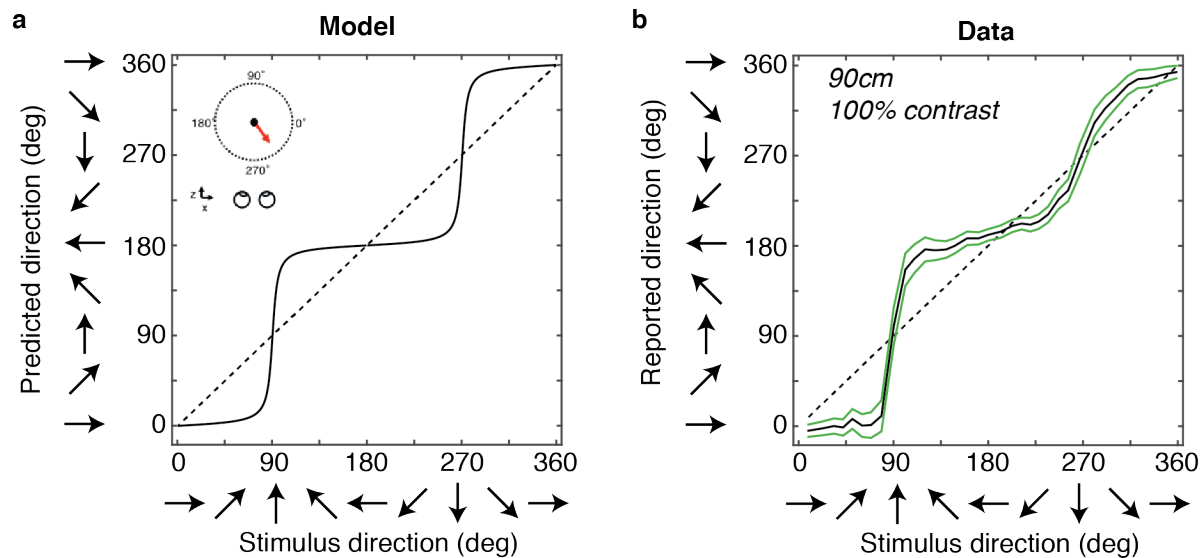 a
Model
Predicted direction (deg)
360
270
180
90
0
90°
180°
0°
270°
z
x
0 90 180 270 360
Stimulus direction (deg)
b
Data
Reported direction (deg)
360
270
180
90
0
90cm
100% contrast
0 90 180 270 360
Stimulus direction (deg)